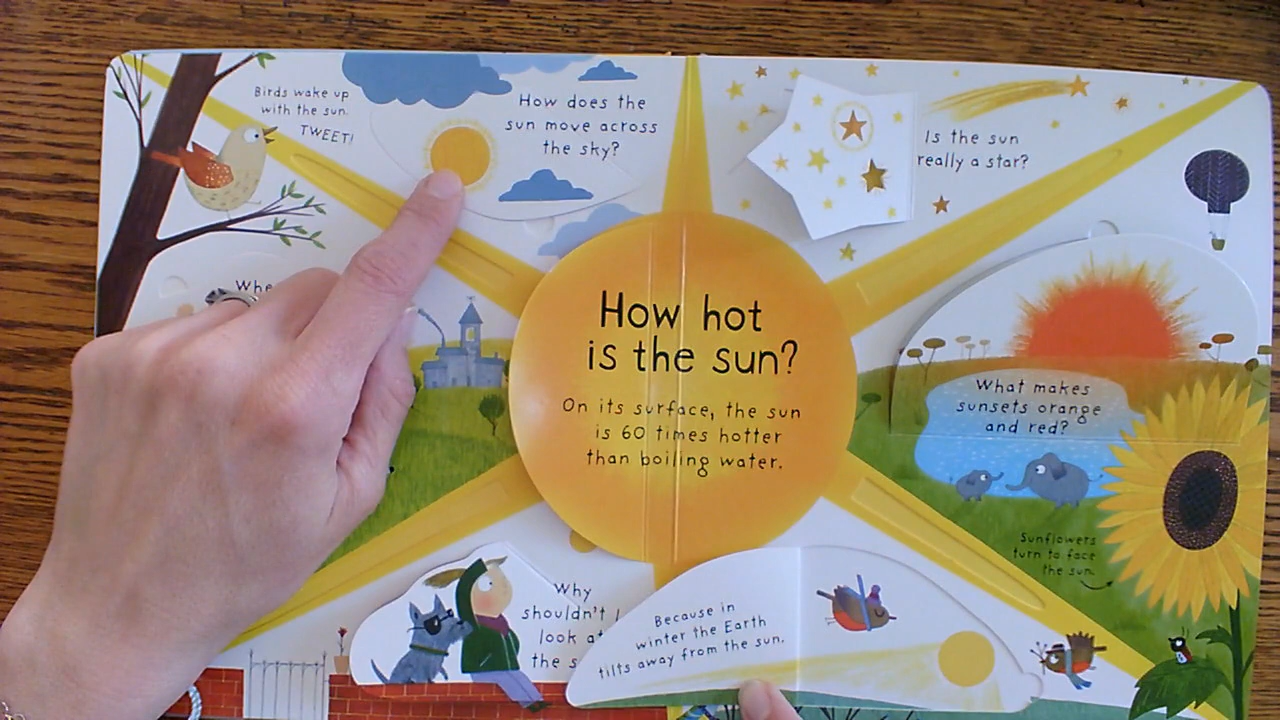 Birds wake up
with the sun.
TWEET!
How does the
sun move across
the sky?
Is the sun
really a star?
How hot
is the sun?
On its surface, the sun
is 60 times hotter
than boiling water.
What makes
sunsets orange
and red?
Sunflowers
turn to face
the sun.
Why
shouldn't
look
the
Because in
winter the Earth
tilts away from the sun.